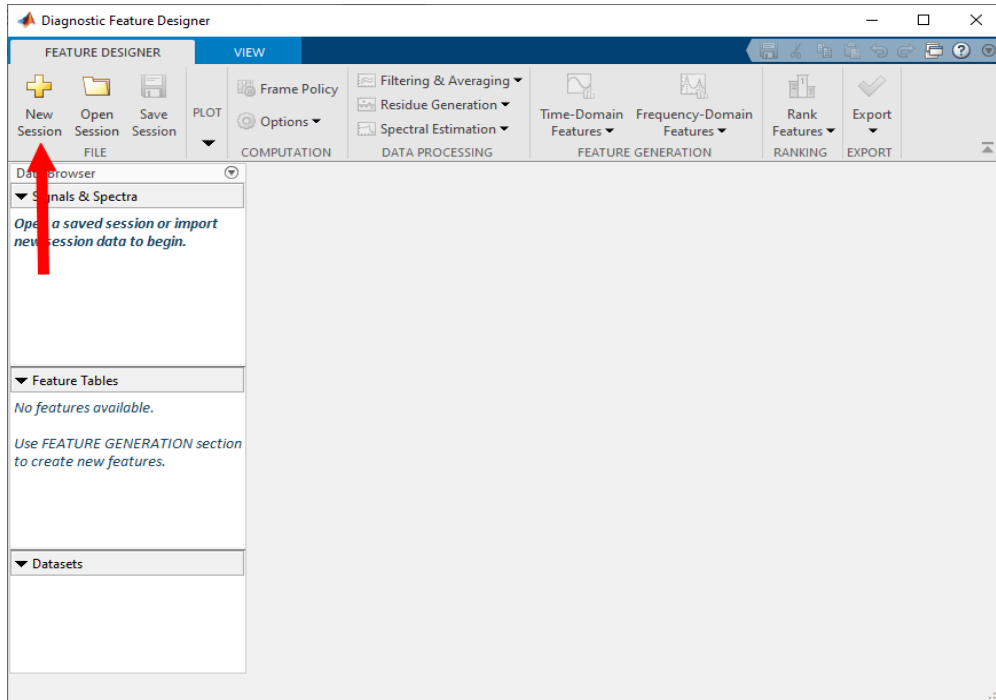 Diagnostic Feature Designer
FEATURE DESIGNER
VIEW
New Session
Open Session
Save Session
FILE
PLOT
Frame Policy
Options
COMPUTATION
Filtering & Averaging
Residue Generation
Spectral Estimation
DATA PROCESSING
Time-Domain Features
Frequency-Domain Features
FEATURE GENERATION
Rank Features
RANKING
Export
EXPORT
Browser
Signals & Spectra
Open a saved session or import
new session data to begin.
Feature Tables
No features available.
Use FEATURE GENERATION section
to create new features.
Datasets